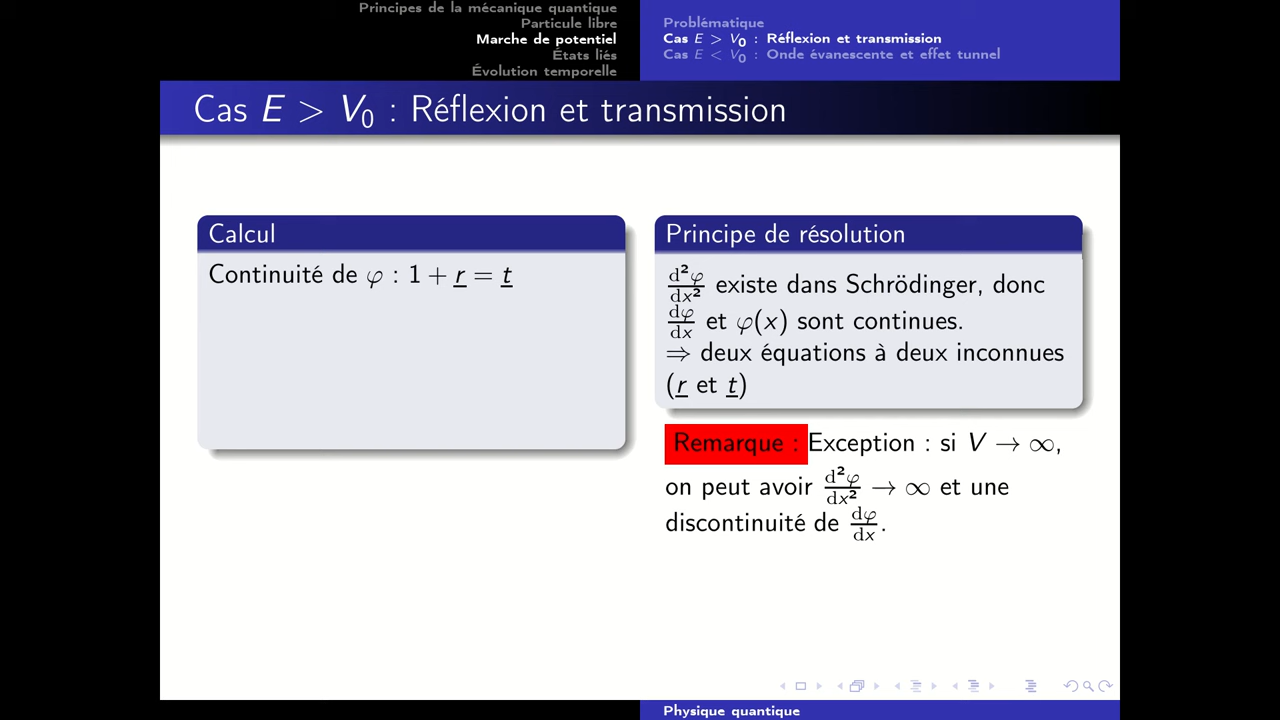 Principes de la mécanique quantique
Particule libre
Marche de potentiel
États liés
Évolution temporelle
Problématique
Cas E > V₀ : Réflexion et transmission
Cas E < V₀ : Onde évanescente et effet tunnel
Cas E > V₀ : Réflexion et transmission
Calcul
Continuité de φ : 1 + r = t
Principe de résolution
d²φ/dx² existe dans Schrödinger, donc
dφ/dx et φ(x) sont continues.
⇒ deux équations à deux inconnues
(r et t)
Remarque : Exception : si V → ∞,
on peut avoir d²φ/dx² → ∞ et une
discontinuité de dφ/dx.
Physique quantique